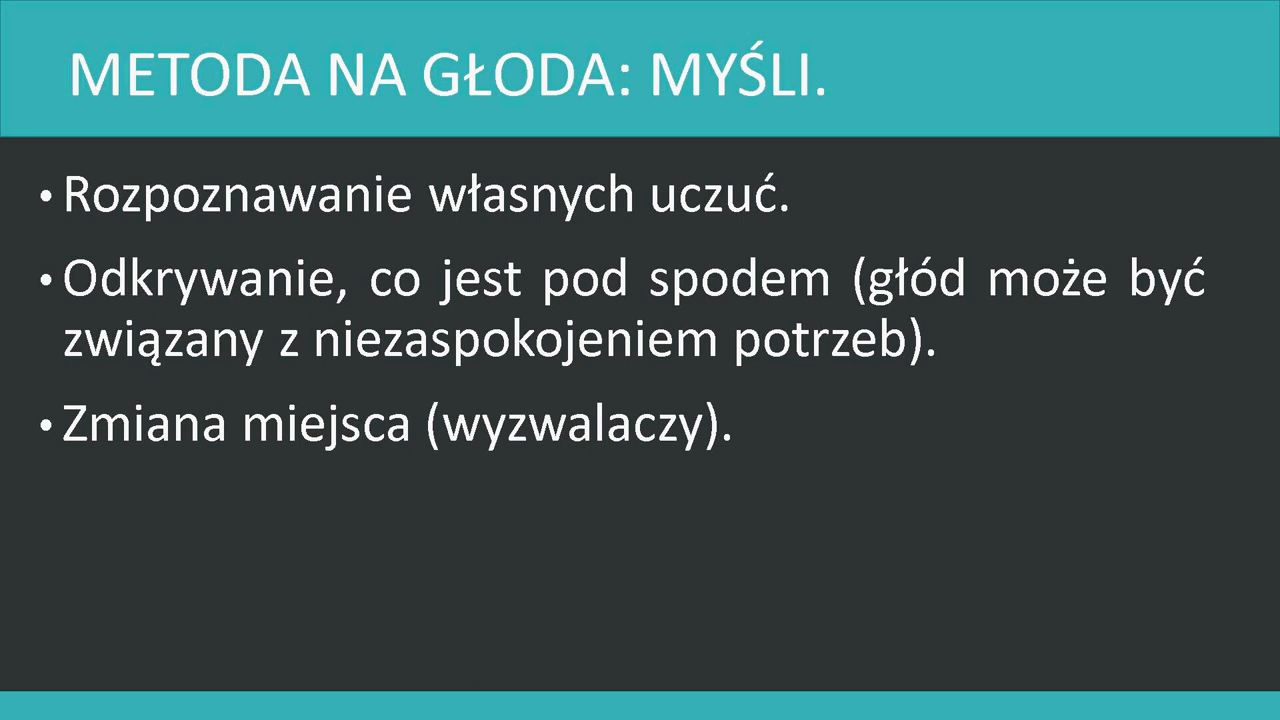 METODA NA GŁODA: MYŚLI.
• Rozpoznawanie własnych uczuć.
• Odkrywanie, co jest pod spodem (głód może być
związany z niezaspokojeniem potrzeb).
• Zmiana miejsca (wyzwalaczy).